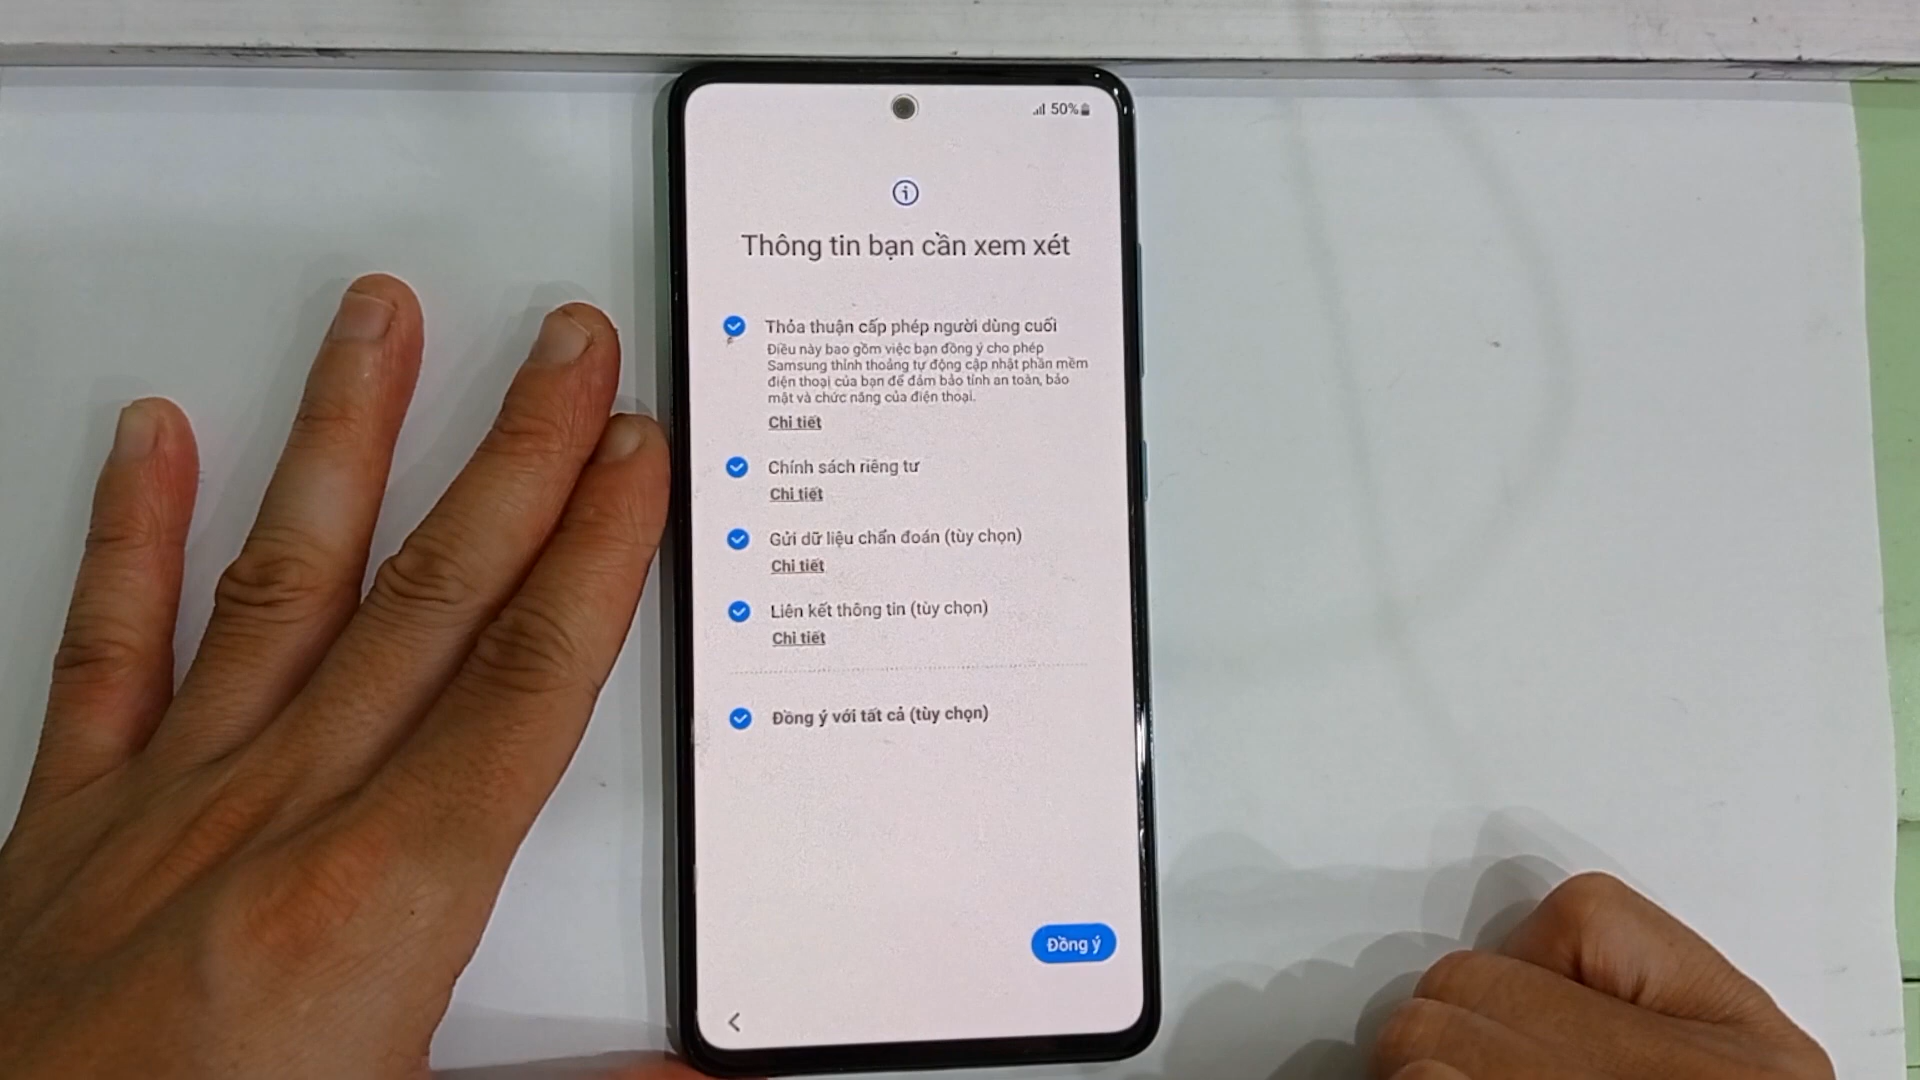 50%
Thông tin bạn cần xem xét
Thỏa thuận cấp phép người dùng cuối
Điều này bao gồm việc bạn đồng ý cho phép
Samsung thỉnh thoảng tự động cập nhật phần mềm
điện thoại của bạn để đảm bảo tính an toàn, bảo
mật và chức năng của điện thoại.
Chi tiết
Chính sách riêng tư
Chi tiết
Gửi dữ liệu chẩn đoán (tùy chọn)
Chi tiết
Liên kết thông tin (tùy chọn)
Chi tiết
Đồng ý với tất cả (tùy chọn)
Đồng ý